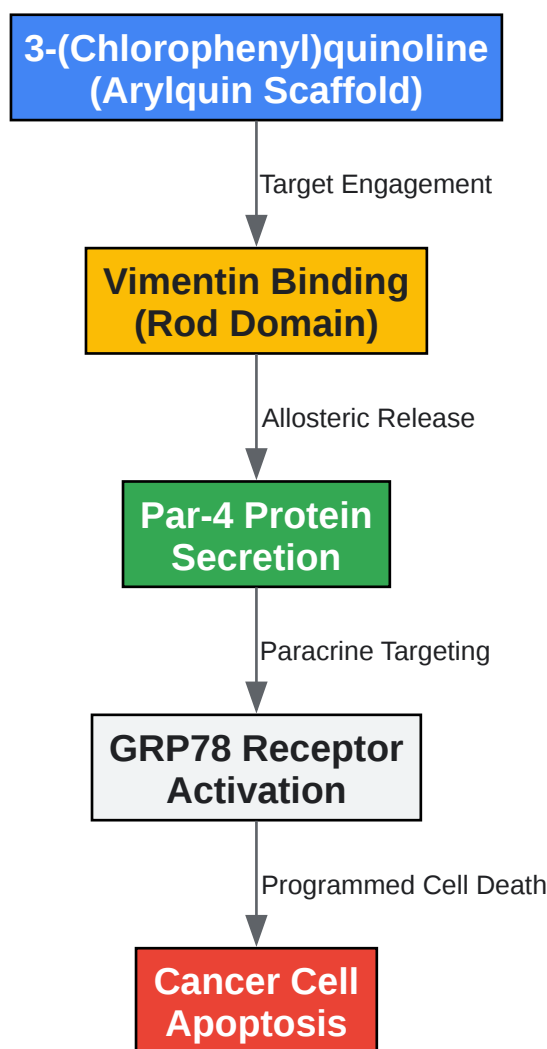 3-(Chlorophenyl)quinoline
(Arylquin Scaffold)
Target Engagement
Vimentin Binding
(Rod Domain)
Allosteric Release
Par-4 Protein
Secretion
Paracrine Targeting
GRP78 Receptor
Activation
Programmed Cell Death
Cancer Cell
Apoptosis